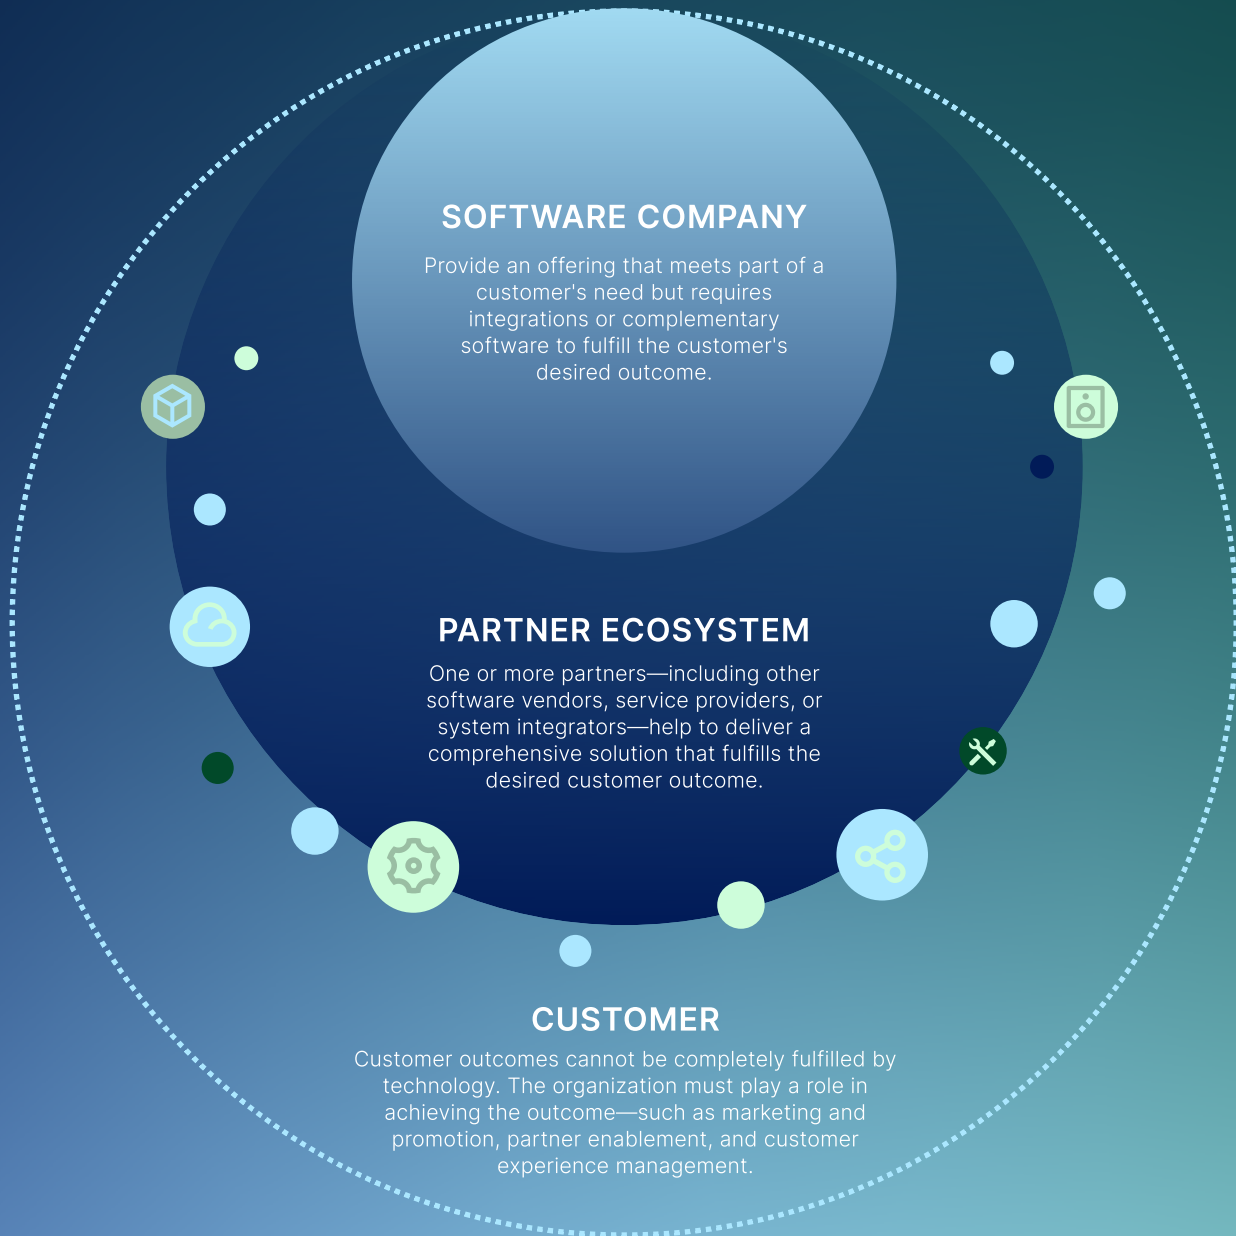 SOFTWARE COMPANY
Provide an offering that meets part of a
customer's need but requires
integrations or complementary
software to fulfill the customer's
desired outcome.
PARTNER ECOSYSTEM
One or more partners—including other
software vendors, service providers, or
system integrators—help to deliver a
comprehensive solution that fulfills the
desired customer outcome.
CUSTOMER
Customer outcomes cannot be completely fulfilled by
technology. The organization must play a role in
achieving the outcome—such as marketing and
promotion, partner enablement, and customer
experience management.